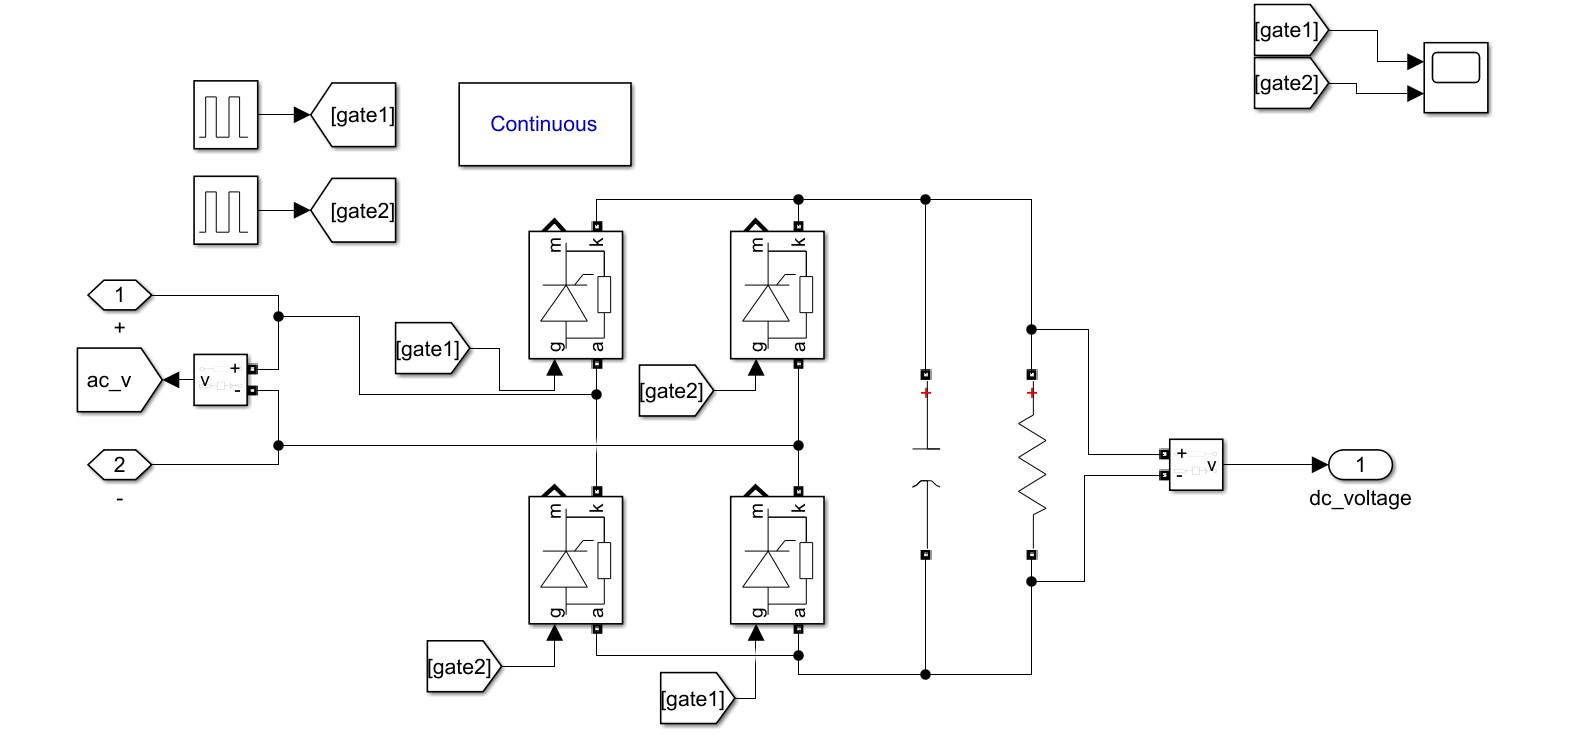 [gate1]
[gate2]
[gate1]
Continuous
[gate2]
m
k
m
k
1
+
[gate1]
g
a
g
a
ac_v
v
+
-
[gate2]
+
+
2
-
+
-
v
1
dc_voltage
m
k
m
k
g
a
g
a
[gate2]
[gate1]